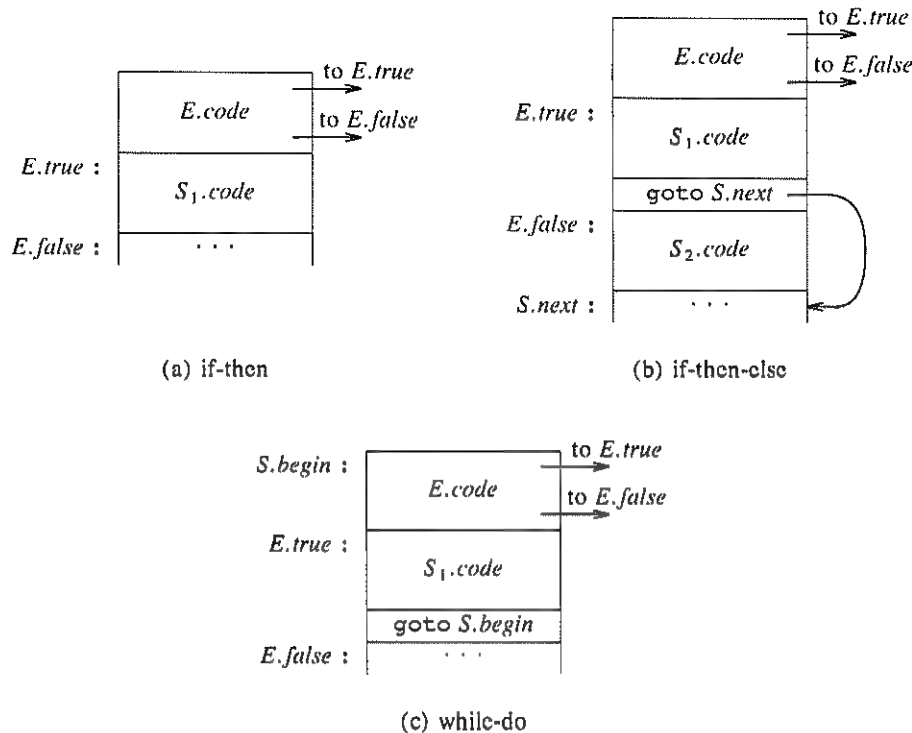 to E.true
E.code
to E.false
E.true :
S₁.code
E.false :
· · ·
(a) if-then
to E.true
E.code
to E.false
E.true :
S₁.code
goto S.next
E.false :
S₂.code
S.next :
· · ·
(b) if-then-else
S.begin :
to E.true
E.code
to E.false
E.true :
S₁.code
goto S.begin
E.false :
· · ·
(c) while-do